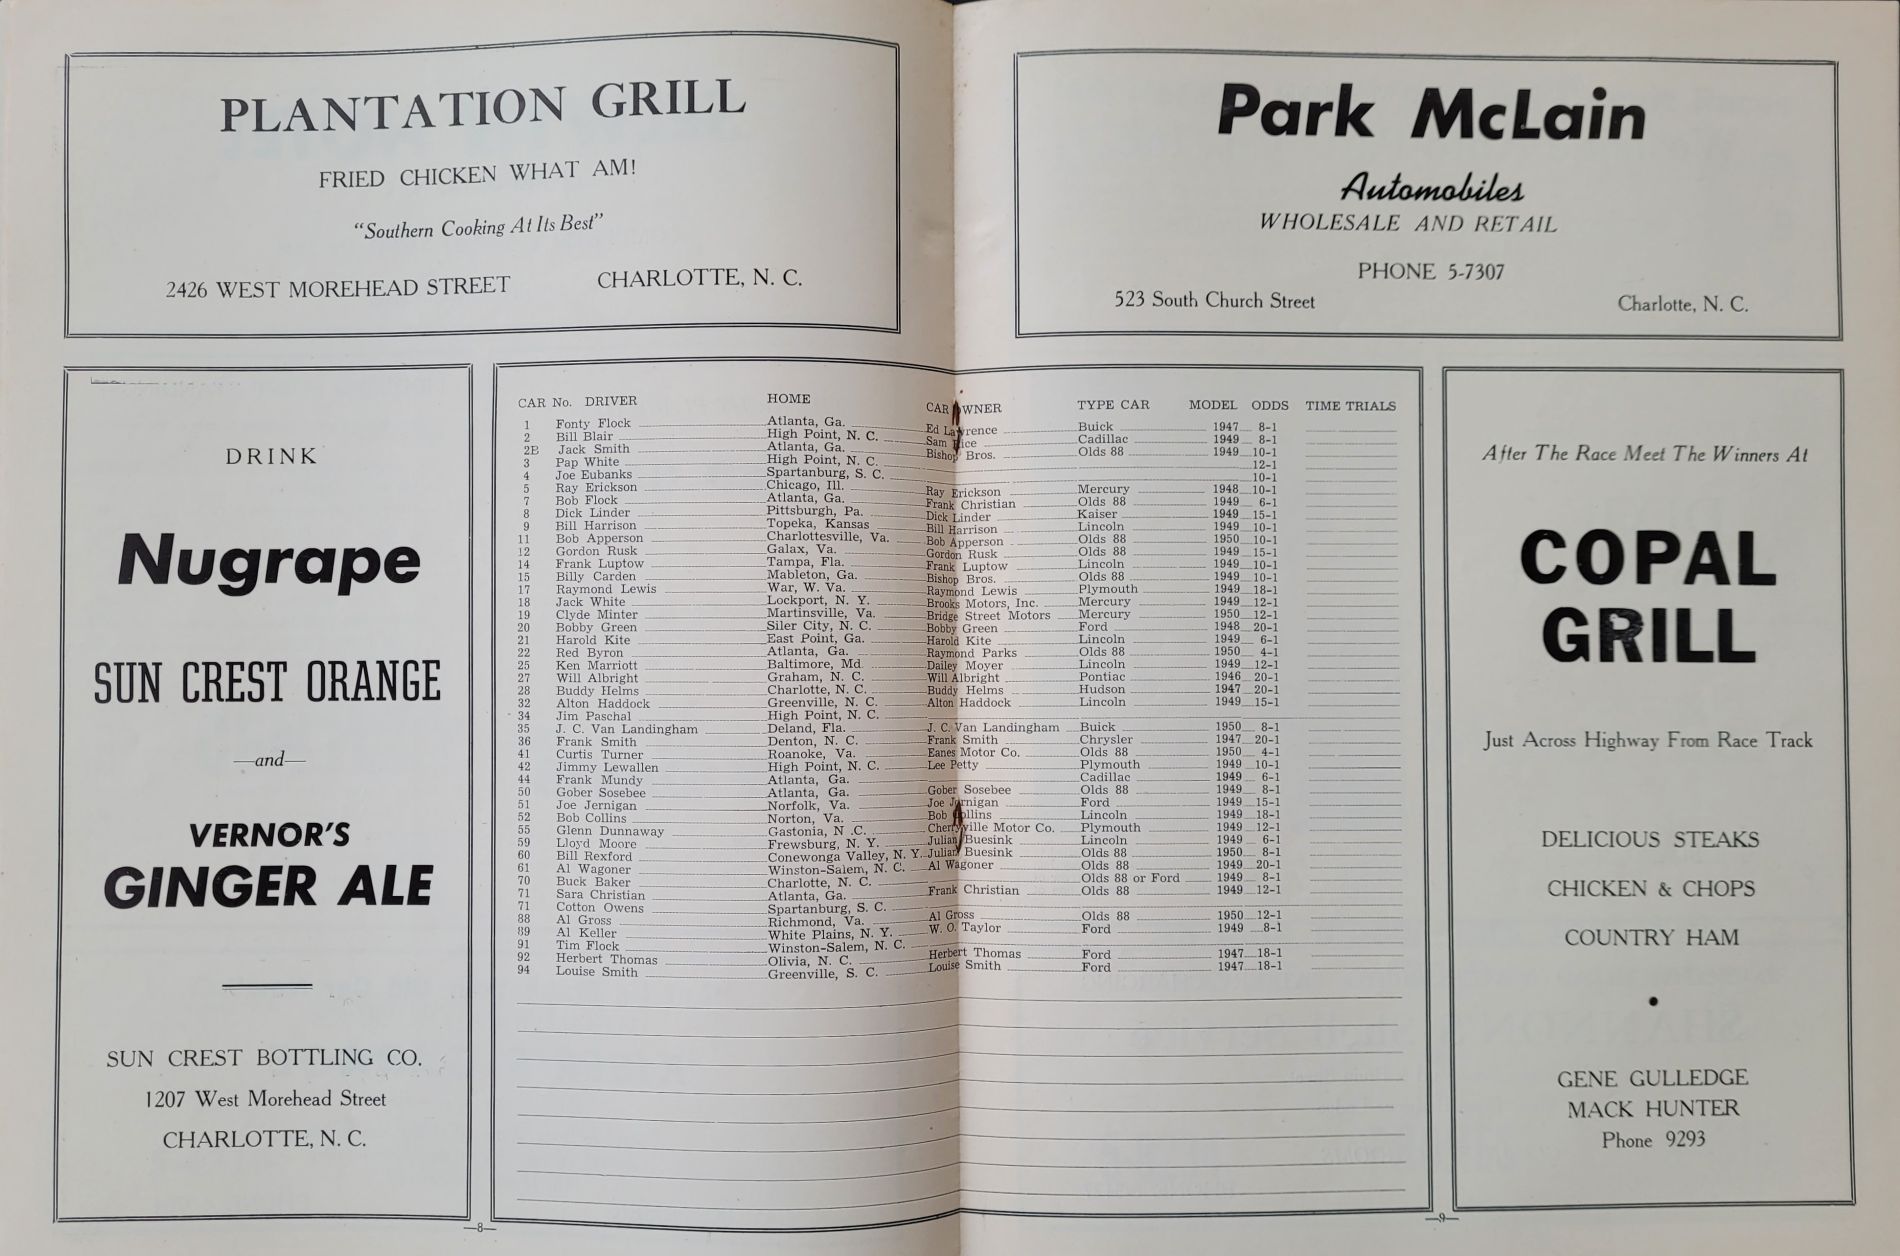 PLANTATION GRILL
FRIED CHICKEN WHAT AM!
"Southern Cooking At Its Best"
2426 WEST MOREHEAD STREET CHARLOTTE, N. C.
Park McLain
Automobiles
WHOLESALE AND RETAIL
PHONE 5-7307
523 South Church Street Charlotte, N. C.
DRINK
Nugrape
SUN CREST ORANGE
—and—
VERNOR'S
GINGER ALE
SUN CREST BOTTLING CO.
1207 West Morehead Street
CHARLOTTE, N. C.
CAR No. DRIVER HOME CAR OWNER TYPE CAR MODEL ODDS TIME TRIALS
1 Fonty Flock Atlanta, Ga. Ed Lawrence Buick 1947 8-1
2 Bill Blair High Point, N. C. Sam Rice Cadillac 1949 8-1
2B Jack Smith Atlanta, Ga. Bishop Bros. Olds 88 1949 10-1
3 Pap White High Point, N. C. 12-1
4 Joe Eubanks Spartanburg, S. C. 10-1
5 Ray Erickson Chicago, Ill. Ray Erickson Mercury 1948 10-1
7 Bob Flock Atlanta, Ga. Frank Christian Olds 88 1949 6-1
8 Dick Linder Pittsburgh, Pa. Dick Linder Kaiser 1949 15-1
9 Bill Harrison Topeka, Kansas Bill Harrison Lincoln 1949 10-1
11 Bob Apperson Charlottesville, Va. Bob Apperson Olds 88 1950 10-1
12 Gordon Rusk Galax, Va. Gordon Rusk Olds 88 1949 15-1
14 Frank Luptow Tampa, Fla. Frank Luptow Lincoln 1949 10-1
15 Billy Carden Mableton, Ga. Bishop Bros. Olds 88 1949 10-1
17 Raymond Lewis War, W. Va. Raymond Lewis Plymouth 1949 18-1
18 Jack White Lockport, N. Y. Brooks Motors, Inc. Mercury 1949 12-1
19 Clyde Minter Martinsville, Va. Bridge Street Motors Mercury 1950 12-1
20 Bobby Green Siler City, N. C. Bobby Green Ford 1948 20-1
21 Harold Kite East Point, Ga. Harold Kite Lincoln 1949 6-1
22 Red Byron Atlanta, Ga. Raymond Parks Olds 88 1950 4-1
25 Ken Marriott Baltimore, Md. Dailey Moyer Lincoln 1949 12-1
27 Will Albright Graham, N. C. Will Albright Pontiac 1946 20-1
28 Buddy Helms Charlotte, N. C. Buddy Helms Hudson 1947 20-1
32 Alton Haddock Greenville, N. C. Alton Haddock Lincoln 1949 15-1
34 Jim Paschal High Point, N. C.
35 J. C. Van Landingham Deland, Fla. J. C. Van Landingham Buick 1950 8-1
36 Frank Smith Denton, N. C. Frank Smith Chrysler 1947 20-1
41 Curtis Turner Roanoke, Va. Eanes Motor Co. Olds 88 1950 4-1
42 Jimmy Lewallen High Point, N. C. Lee Petty Plymouth 1949 10-1
44 Frank Mundy Atlanta, Ga. Cadillac 1949 6-1
50 Gober Sosebee Atlanta, Ga. Gober Sosebee Olds 88 1949 8-1
51 Joe Jernigan Norfolk, Va. Joe Jernigan Ford 1949 15-1
52 Bob Collins Norton, Va. Bob Collins Lincoln 1949 18-1
55 Glenn Dunnaway Gastonia, N .C. Cherryville Motor Co. Plymouth 1949 12-1
59 Lloyd Moore Frewsburg, N. Y. Julian Buesink Lincoln 1949 6-1
60 Bill Rexford Conewonga Valley, N. Y. Julian Buesink Olds 88 1950 8-1
61 Al Wagoner Winston-Salem, N. C. Al Wagoner Olds 88 1949 20-1
70 Buck Baker Charlotte, N. C. Olds 88 or Ford 1949 8-1
71 Sara Christian Atlanta, Ga. Frank Christian Olds 88 1949 12-1
71 Cotton Owens Spartanburg, S. C.
88 Al Gross Richmond, Va. Al Gross Olds 88 1950 12-1
89 Al Keller White Plains, N. Y. W. O. Taylor Ford 1949 8-1
91 Tim Flock Winston-Salem, N. C.
92 Herbert Thomas Olivia, N. C. Herbert Thomas Ford 1947 18-1
94 Louise Smith Greenville, S. C. Louise Smith Ford 1947 18-1
After The Race Meet The Winners At
COPAL
GRILL
Just Across Highway From Race Track
DELICIOUS STEAKS
CHICKEN & CHOPS
COUNTRY HAM
GENE GULLEDGE
MACK HUNTER
Phone 9293
—8—
—9—